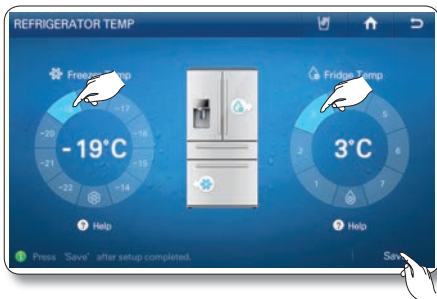 REFRIGERATOR TEMP
Freezer Temp
Fridge Temp
-17
-20
-16
-19°C
-21
-15
-22
-14
5
2
3°C
6
1
7
Help
Help
Press 'Save' after setup completed.
Save